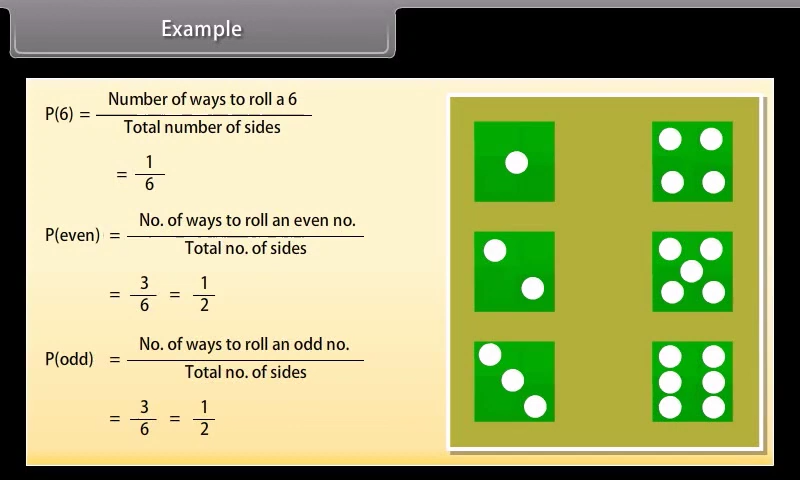 Example
P(6) = Number of ways to roll a 6
Total number of sides
= 1
6
P(even) = No. of ways to roll an even no.
Total no. of sides
= 3 = 1
6 2
P(odd) = No. of ways to roll an odd no.
Total no. of sides
= 3 = 1
6 2